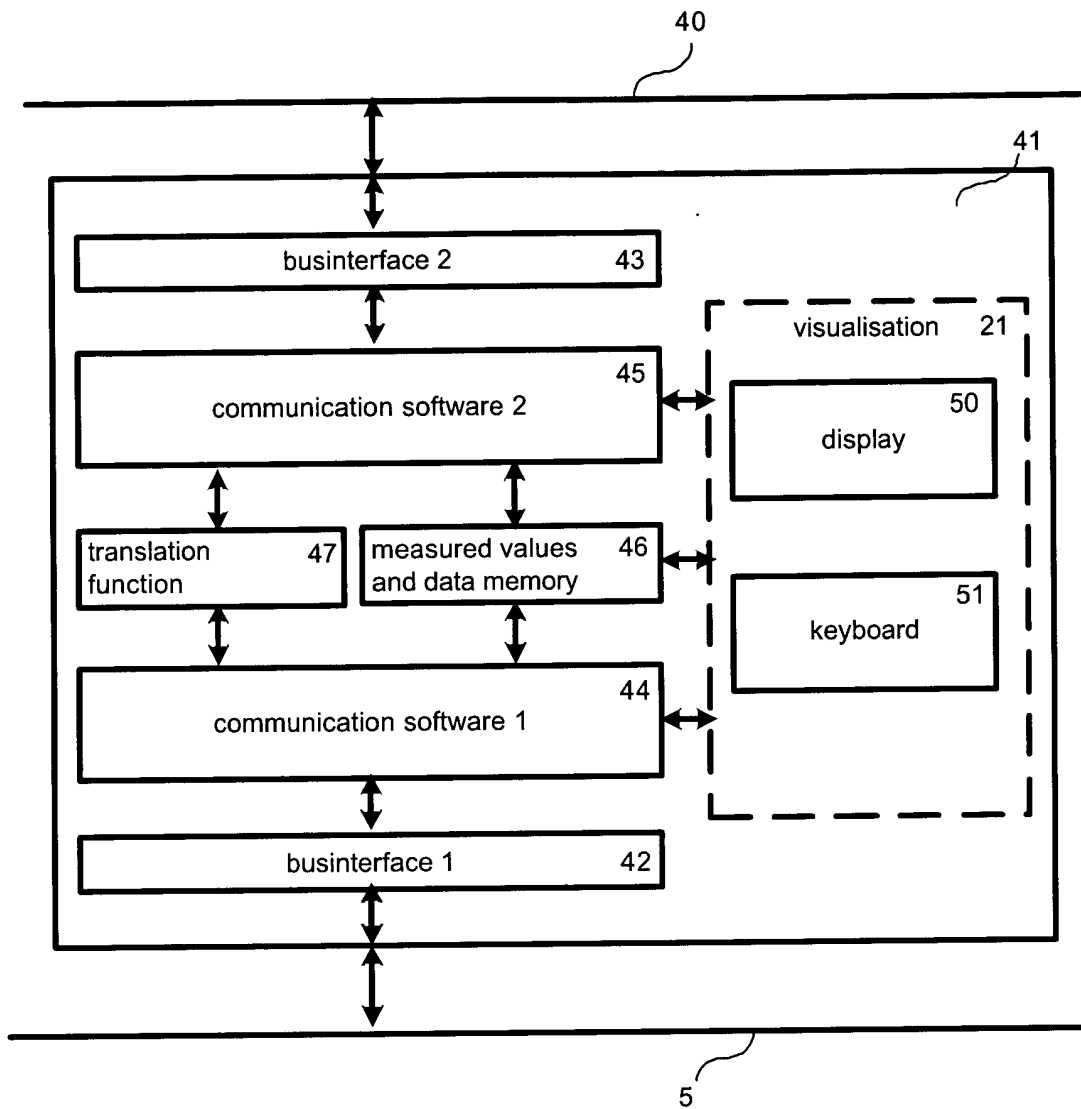 40
41
businterface 2 43
visualisation 21
communication software 2 45
display 50
translation function 47
measured values and data memory 46
keyboard 51
communication software 1 44
businterface 1 42
5